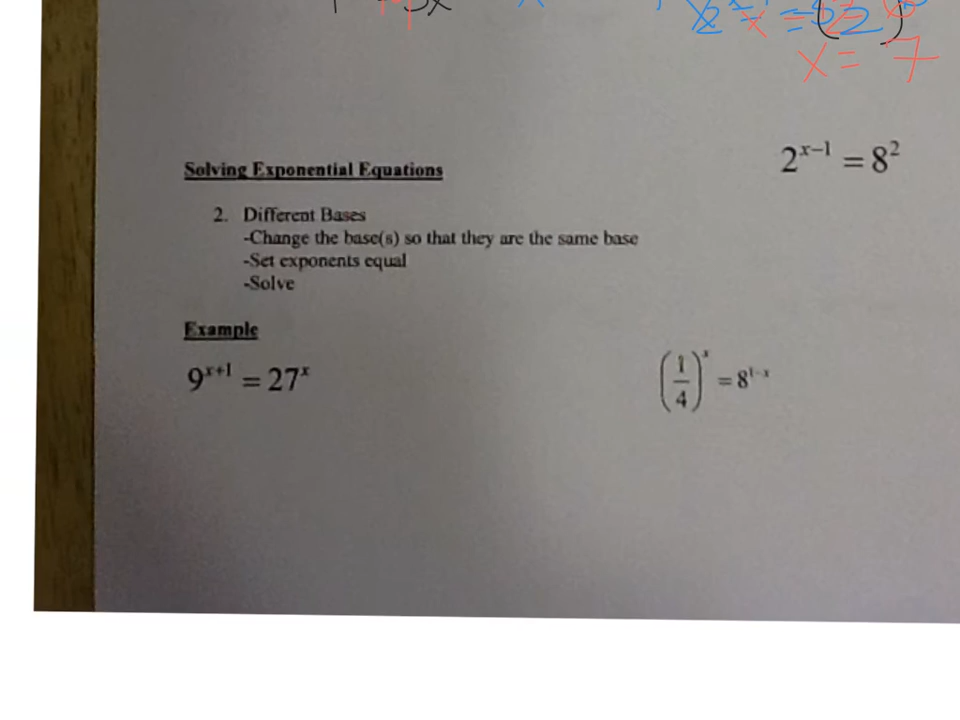 x = 7
2^{x−1} = 8^2
Solving Exponential Equations
2. Different Bases
-Change the base(s) so that they are the same base
-Set exponents equal
-Solve
Example
9^{x+1} = 27^x
(1/4)^x = 8^{1-x}